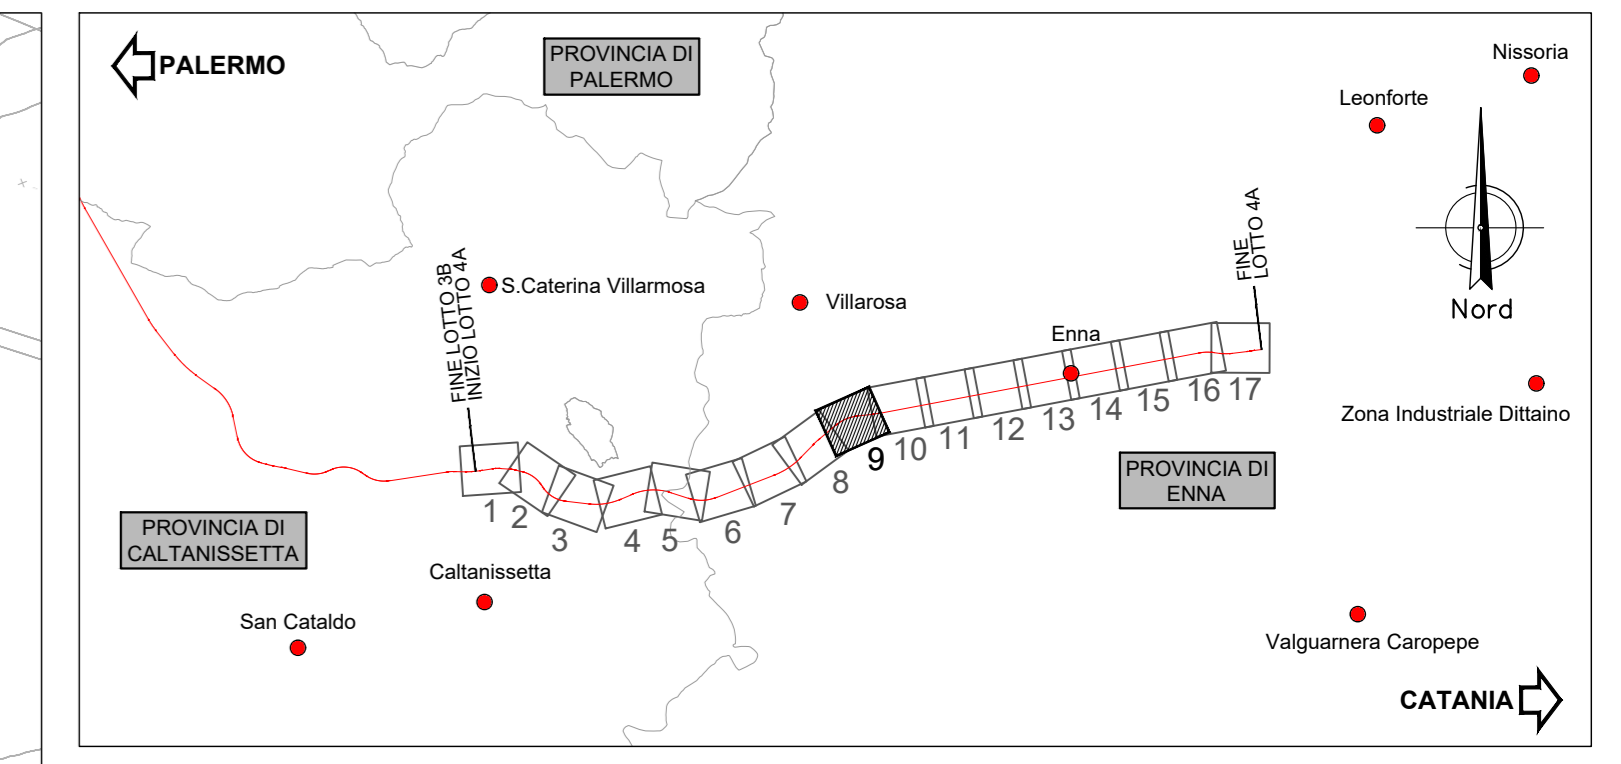 PALERMO
PROVINCIA DI
PALERMO
Nissoria
Leonforte
Nord
FINE LOTTO 3B
INIZIO LOTTO 4A
S.Caterina Villarmosa
Villarosa
FINE
LOTTO 4A
Enna
Zona Industriale Dittaino
1
2
3
4
5
6
7
8
9
10
11
12
13
14
15
16
17
PROVINCIA DI
ENNA
PROVINCIA DI
CALTANISSETTA
Caltanissetta
San Cataldo
Valguarnera Caropepe
CATANIA